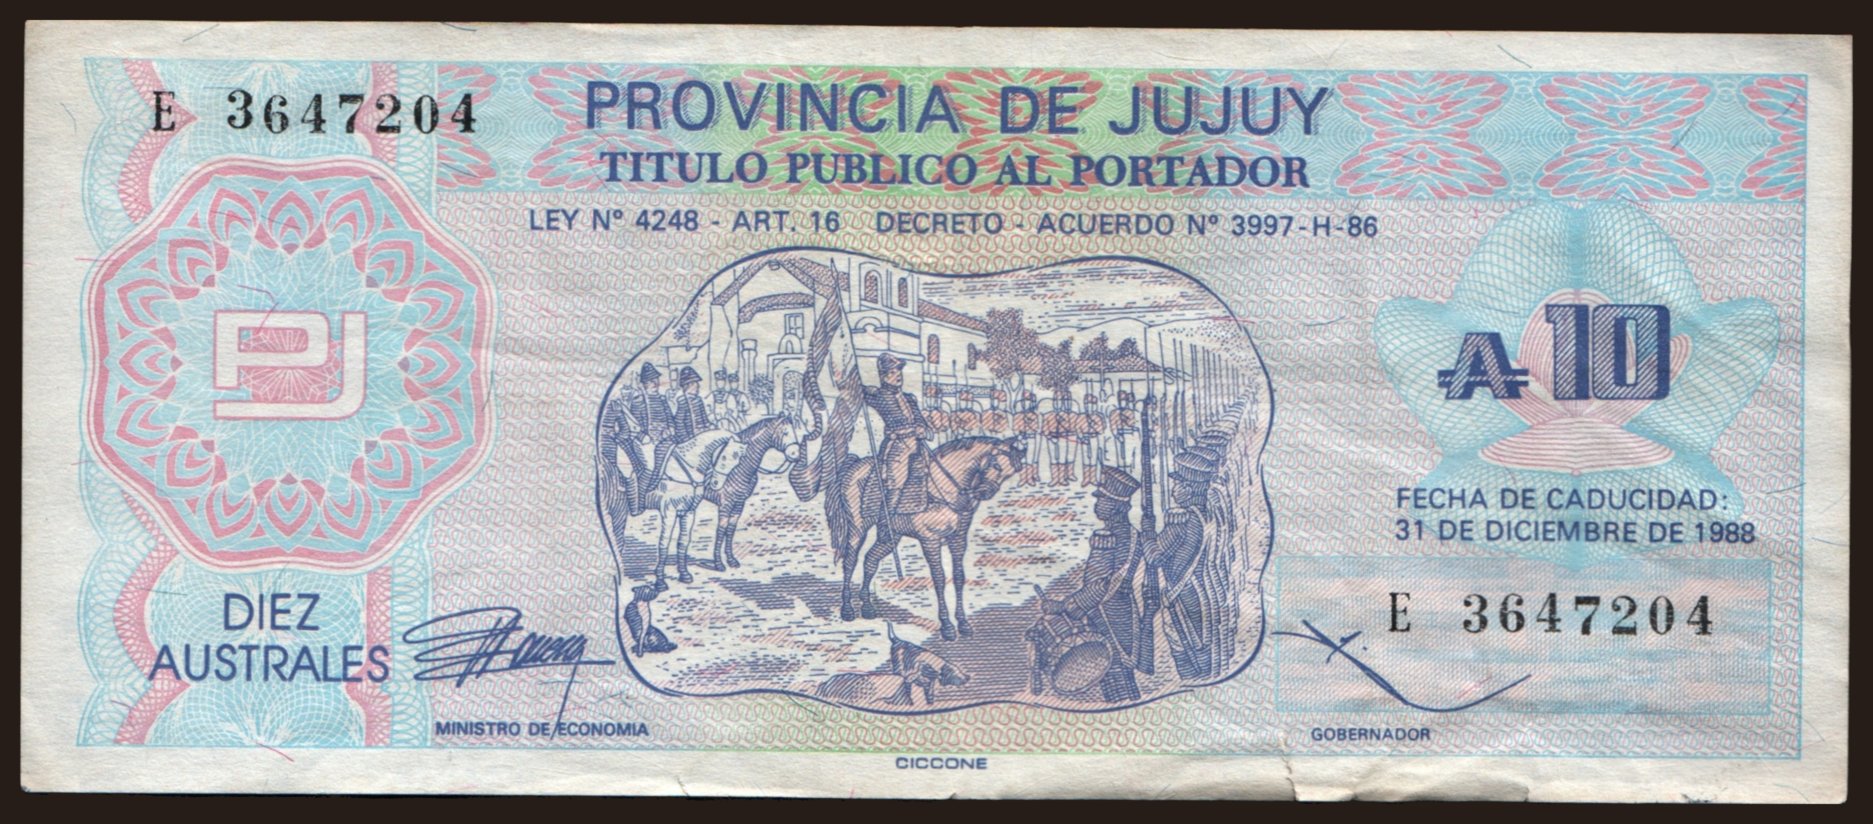 E 3647204
PROVINCIA DE JUJUY
TITULO PUBLICO AL PORTADOR
LEY Nº 4248 - ART. 16 DECRETO - ACUERDO Nº 3997-H-86
PJ
₳ 10
FECHA DE CADUCIDAD:
31 DE DICIEMBRE DE 1988
E 3647204
DIEZ
AUSTRALES
MINISTRO DE ECONOMIA
GOBERNADOR
CICCONE